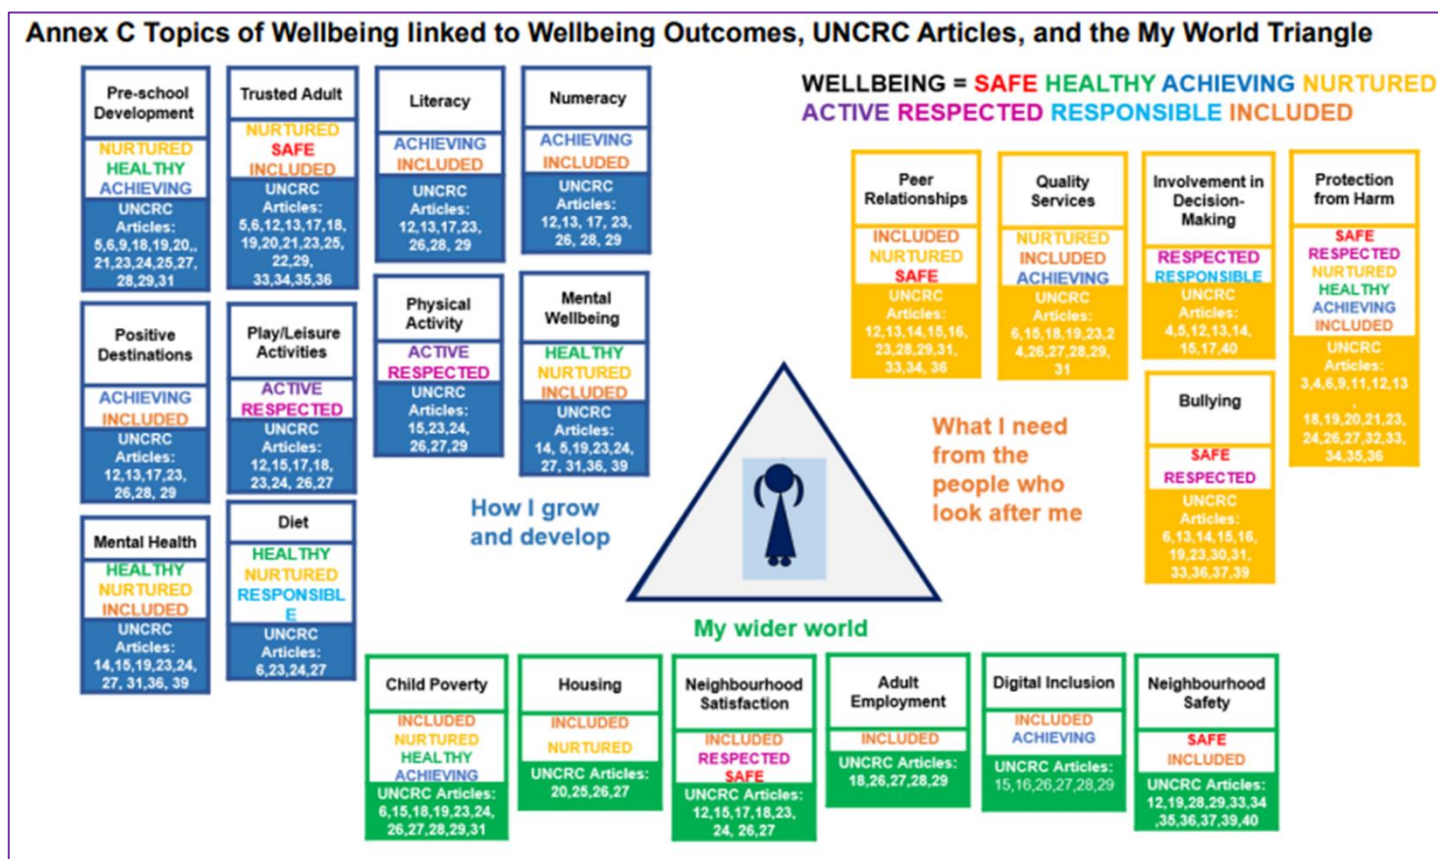 Annex C Topics of Wellbeing linked to Wellbeing Outcomes, UNCRC Articles, and the My World Triangle
WELLBEING = SAFE HEALTHY ACHIEVING NURTURED
ACTIVE RESPECTED RESPONSIBLE INCLUDED
Pre-school
Development
NURTURED
HEALTHY
ACHIEVING
UNCRC
Articles:
5,6,9,18,19,20,,
21,23,24,25,27,
28,29,31
Trusted Adult
NURTURED
SAFE
INCLUDED
UNCRC
Articles:
5,6,12,13,17,18,
19,20,21,23,25,
22,29,
33,34,35,36
Literacy
ACHIEVING
INCLUDED
UNCRC
Articles:
12,13,17,23,
26,28, 29
Numeracy
ACHIEVING
INCLUDED
UNCRC
Articles:
12,13, 17, 23,
26, 28, 29
Positive
Destinations
ACHIEVING
INCLUDED
UNCRC
Articles:
12,13,17,23,
26,28, 29
Play/Leisure
Activities
ACTIVE
RESPECTED
UNCRC
Articles:
12,15,17,18,
23,24, 26,27
Physical
Activity
ACTIVE
RESPECTED
UNCRC
Articles:
15,23,24,
26,27,29
Mental
Wellbeing
HEALTHY
NURTURED
INCLUDED
UNCRC
Articles:
14, 5,19,23,24,
27, 31,36, 39
Mental Health
HEALTHY
NURTURED
INCLUDED
UNCRC
Articles:
14,15,19,23,24,
27, 31,36, 39
Diet
HEALTHY
NURTURED
RESPONSIBL
E
UNCRC
Articles:
6,23,24,27
How I grow
and develop
Peer
Relationships
INCLUDED
NURTURED
SAFE
UNCRC
Articles:
12,13,14,15,16,
23,28,29,31,
33,34, 36
Quality
Services
NURTURED
INCLUDED
ACHIEVING
UNCRC
Articles:
6,15,18,19,23,2
4,26,27,28,29,
31
Involvement in
Decision-
Making
RESPECTED
RESPONSIBLE
UNCRC
Articles:
4,5,12,13,14,
15,17,40
Protection
from Harm
SAFE
RESPECTED
NURTURED
HEALTHY
ACHIEVING
INCLUDED
UNCRC
Articles:
3,4,6,9,11,12,13
,
18,19,20,21,23,
24,26,27,32,33,
34,35,36
Bullying
SAFE
RESPECTED
UNCRC
Articles:
6,13,14,15,16,
19,23,30,31,
33,36,37,39
What I need
from the
people who
look after me
My wider world
Child Poverty
INCLUDED
NURTURED
HEALTHY
ACHIEVING
UNCRC Articles:
6,15,18,19,23,24,
26,27,28,29,31
Housing
INCLUDED
NURTURED
UNCRC Articles:
20,25,26,27
Neighbourhood
Satisfaction
INCLUDED
RESPECTED
SAFE
UNCRC Articles:
12,15,17,18,23,
24, 26,27
Adult
Employment
INCLUDED
UNCRC Articles:
18,26,27,28,29
Digital Inclusion
INCLUDED
ACHIEVING
UNCRC Articles:
15,16,26,27,28,29
Neighbourhood
Safety
SAFE
INCLUDED
UNCRC Articles:
12,19,28,29,33,34
,35,36,37,39,40